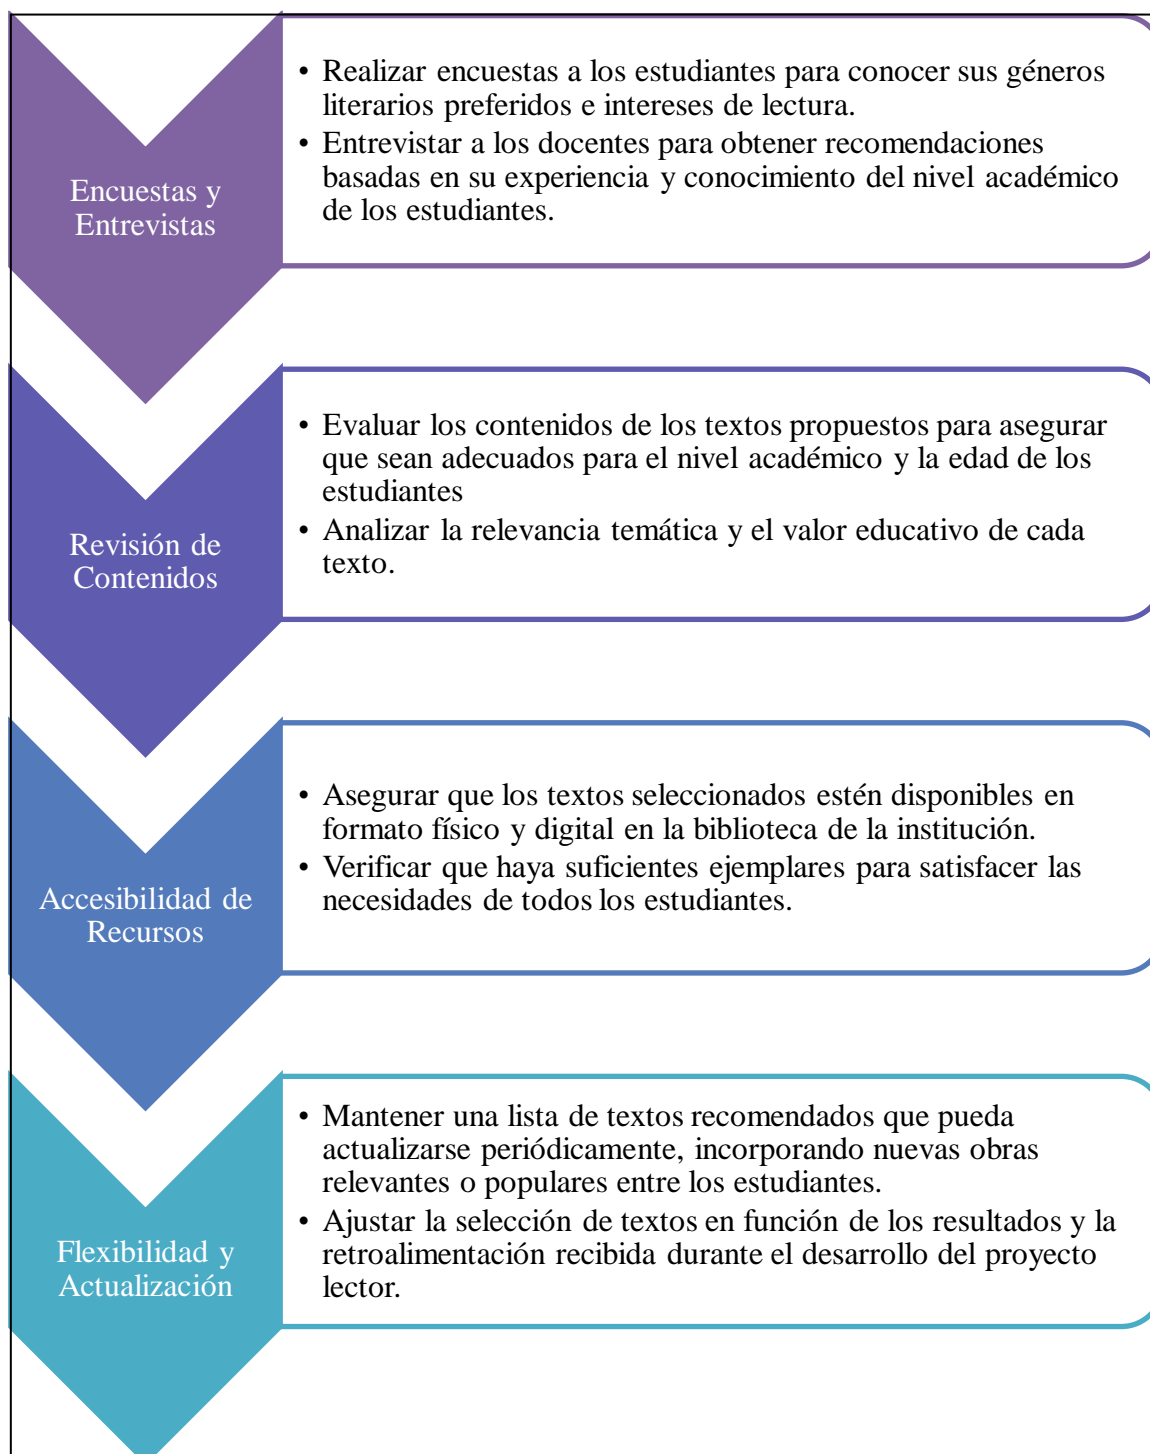 Encuestas y
Entrevistas
• Realizar encuestas a los estudiantes para conocer sus géneros
literarios preferidos e intereses de lectura.
• Entrevistar a los docentes para obtener recomendaciones
basadas en su experiencia y conocimiento del nivel académico
de los estudiantes.
Revisión de
Contenidos
• Evaluar los contenidos de los textos propuestos para asegurar
que sean adecuados para el nivel académico y la edad de los
estudiantes
• Analizar la relevancia temática y el valor educativo de cada
texto.
Accesibilidad de
Recursos
• Asegurar que los textos seleccionados estén disponibles en
formato físico y digital en la biblioteca de la institución.
• Verificar que haya suficientes ejemplares para satisfacer las
necesidades de todos los estudiantes.
Flexibilidad y
Actualización
• Mantener una lista de textos recomendados que pueda
actualizarse periódicamente, incorporando nuevas obras
relevantes o populares entre los estudiantes.
• Ajustar la selección de textos en función de los resultados y la
retroalimentación recibida durante el desarrollo del proyecto
lector.